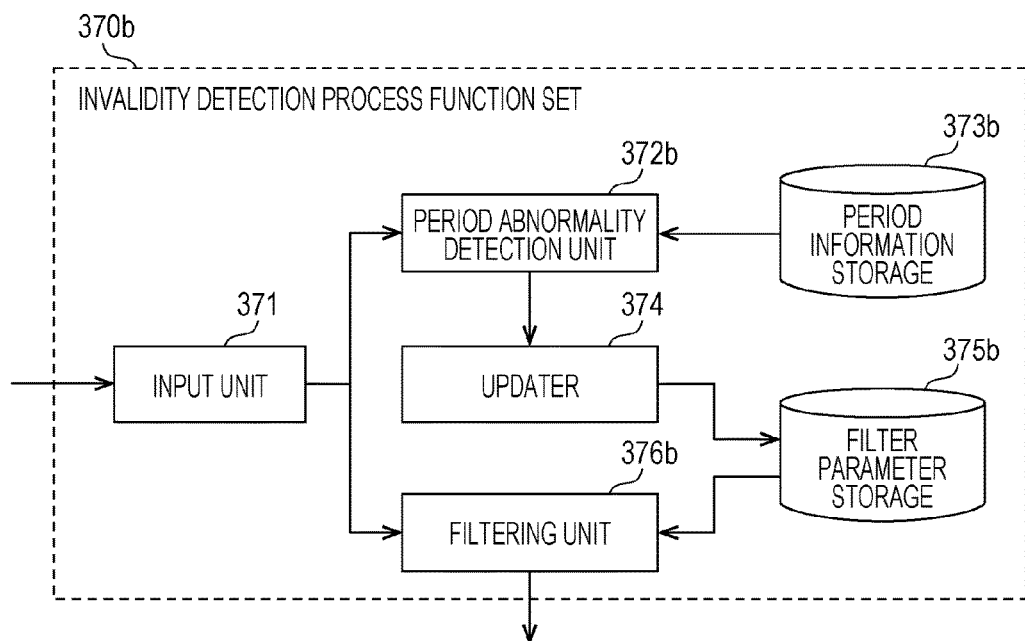 370b
INVALIDITY DETECTION PROCESS FUNCTION SET
372b
PERIOD ABNORMALITY
DETECTION UNIT
373b
PERIOD
INFORMATION
STORAGE
371
INPUT UNIT
374
UPDATER
375b
FILTER
PARAMETER
STORAGE
376b
FILTERING UNIT